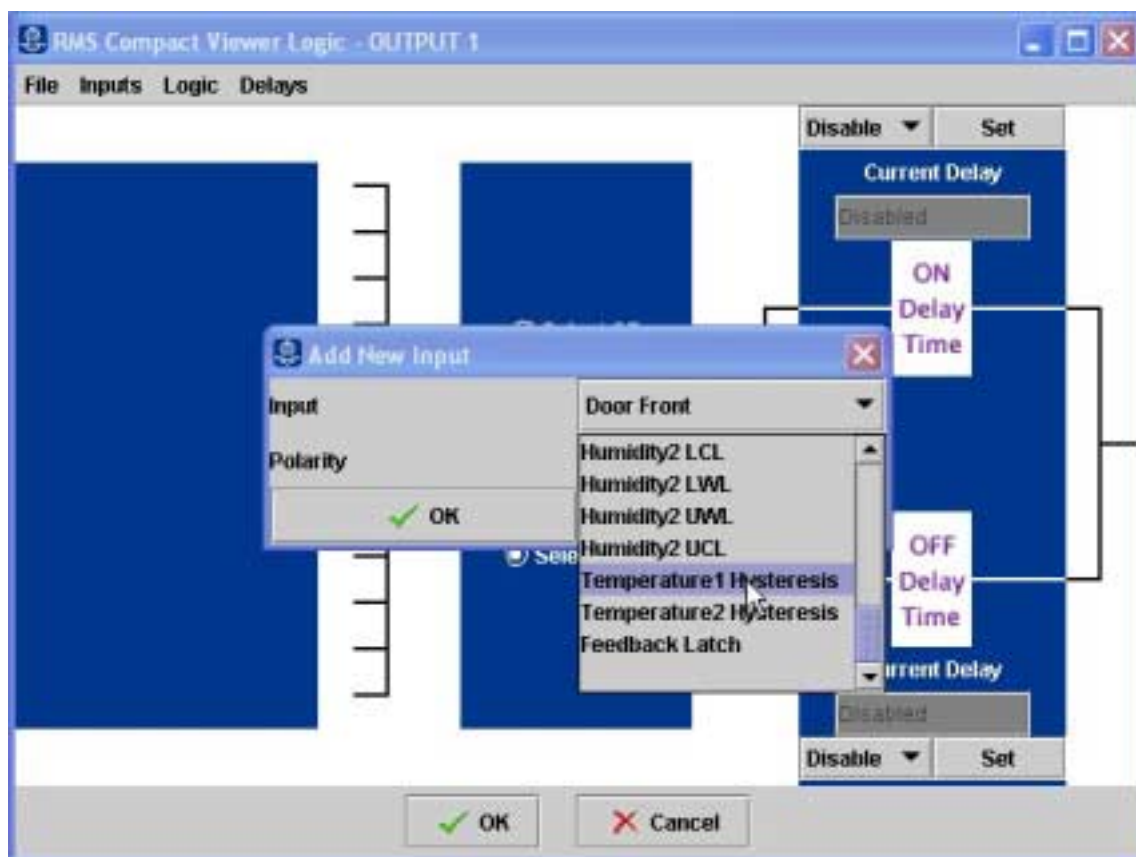 RMS Compact Viewer Logic - OUTPUT 1
File Inputs Logic Delays
Disable Set
Current Delay
Disabled
ON
Delay
Time
Add New Input
Input Door Front
Polarity
Humidity2 LCL
Humidity2 LWL
Humidity2 UWL
Humidity2 UCL
Temperature1 Hysteresis
Temperature2 Hysteresis
Feedback Latch
OK
OFF
Delay
Time
Delay
Disabled
Disable Set
OK Cancel